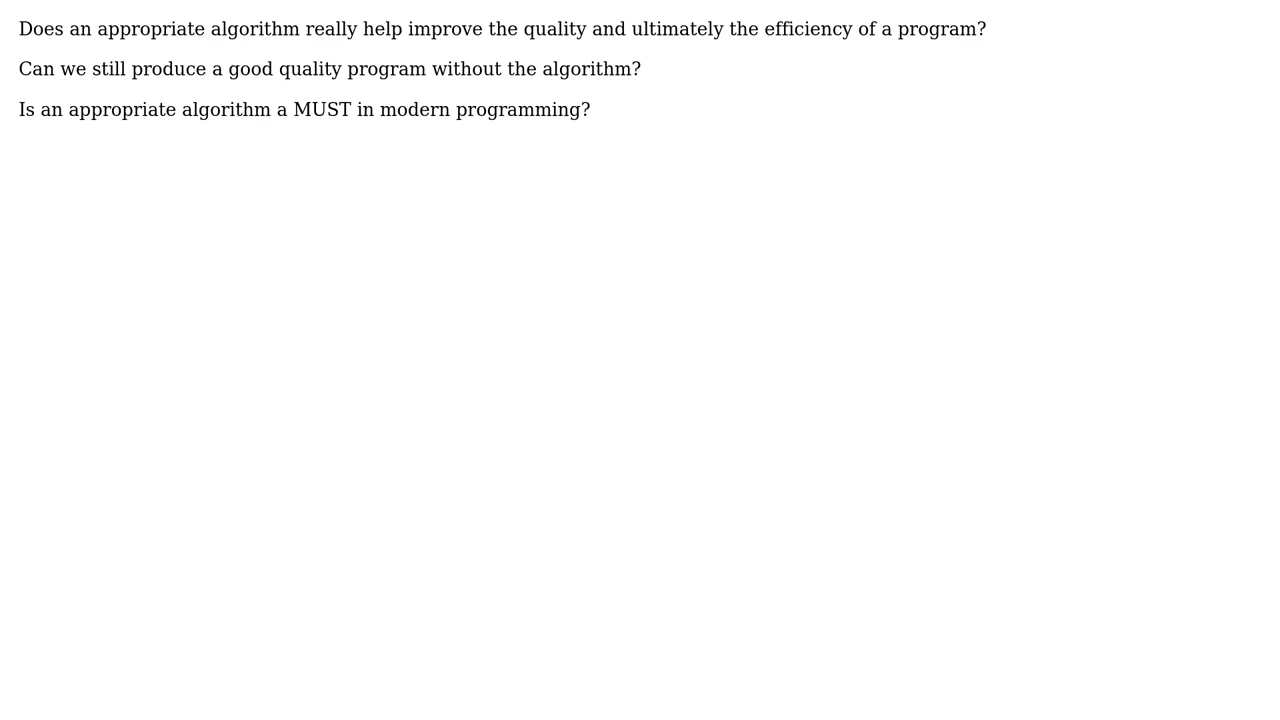 Does an appropriate algorithm really help improve the quality and ultimately the efficiency of a program?
Can we still produce a good quality program without the algorithm?
Is an appropriate algorithm a MUST in modern programming?